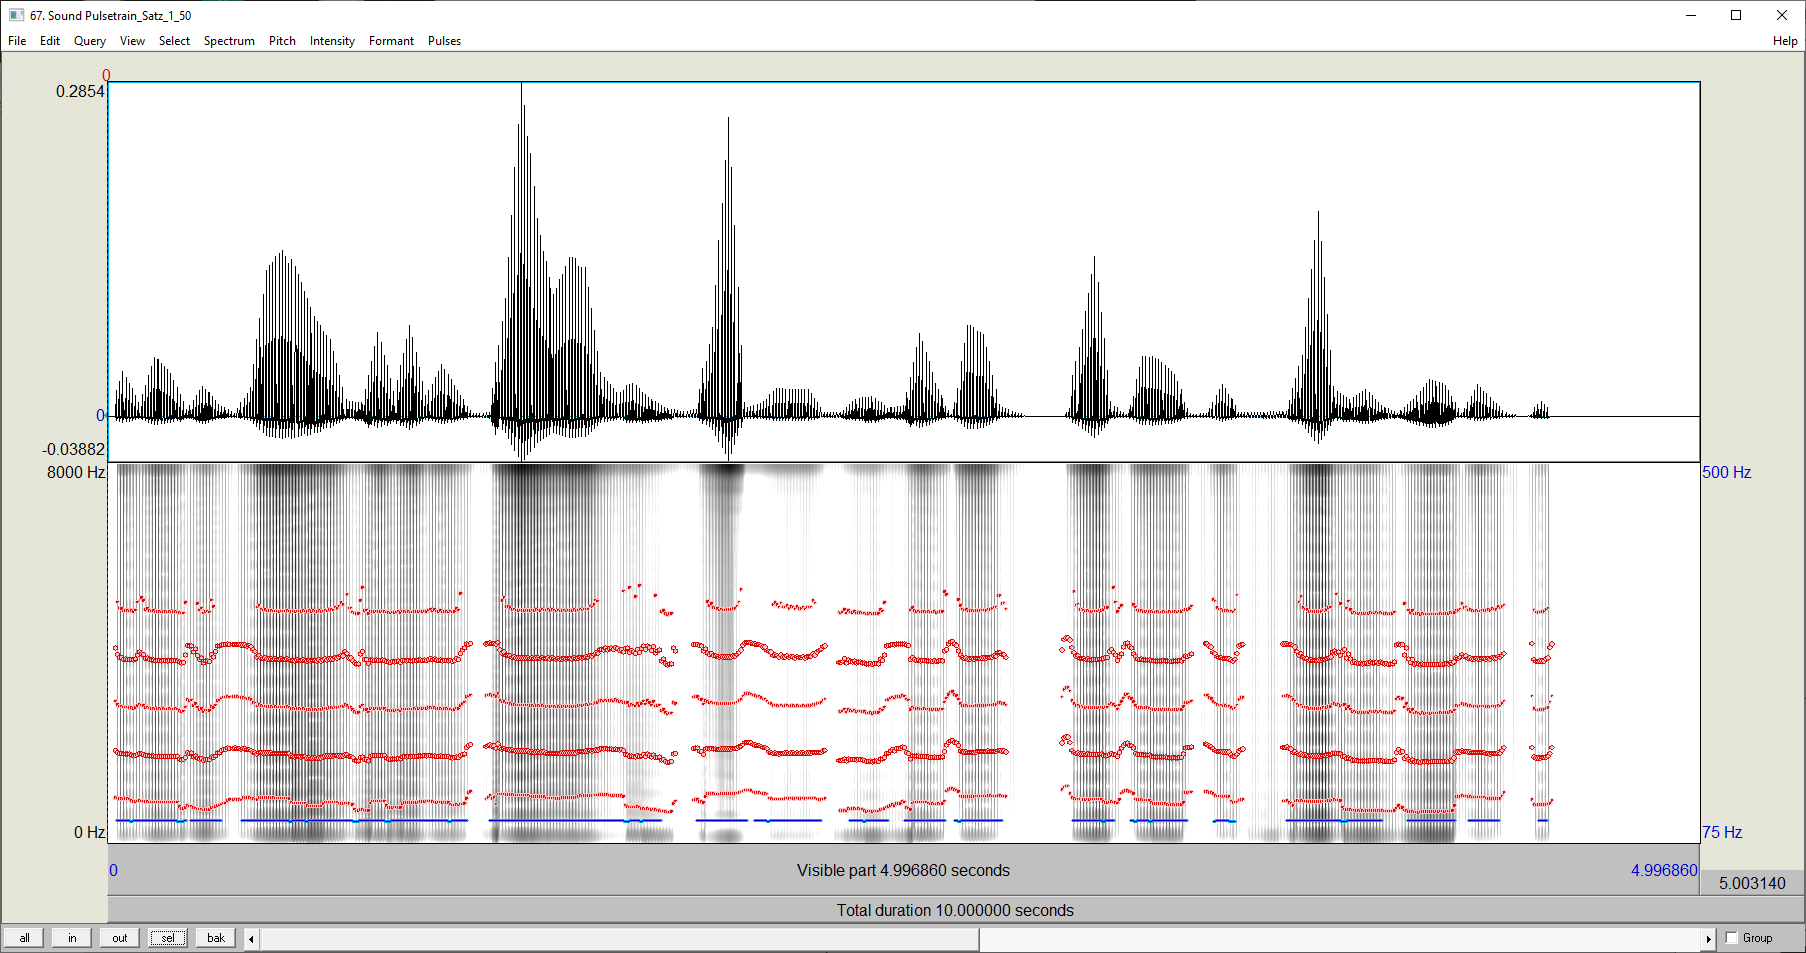 67. Sound Pulsetrain_Satz_1_50
File Edit Query View Select Spectrum Pitch Intensity Formant Pulses Help
0
0.2854
0
-0.03882
8000 Hz 500 Hz
0 Hz 75 Hz
0 Visible part 4.996860 seconds 4.996860
5.003140
Total duration 10.000000 seconds
all in out sel bak Group